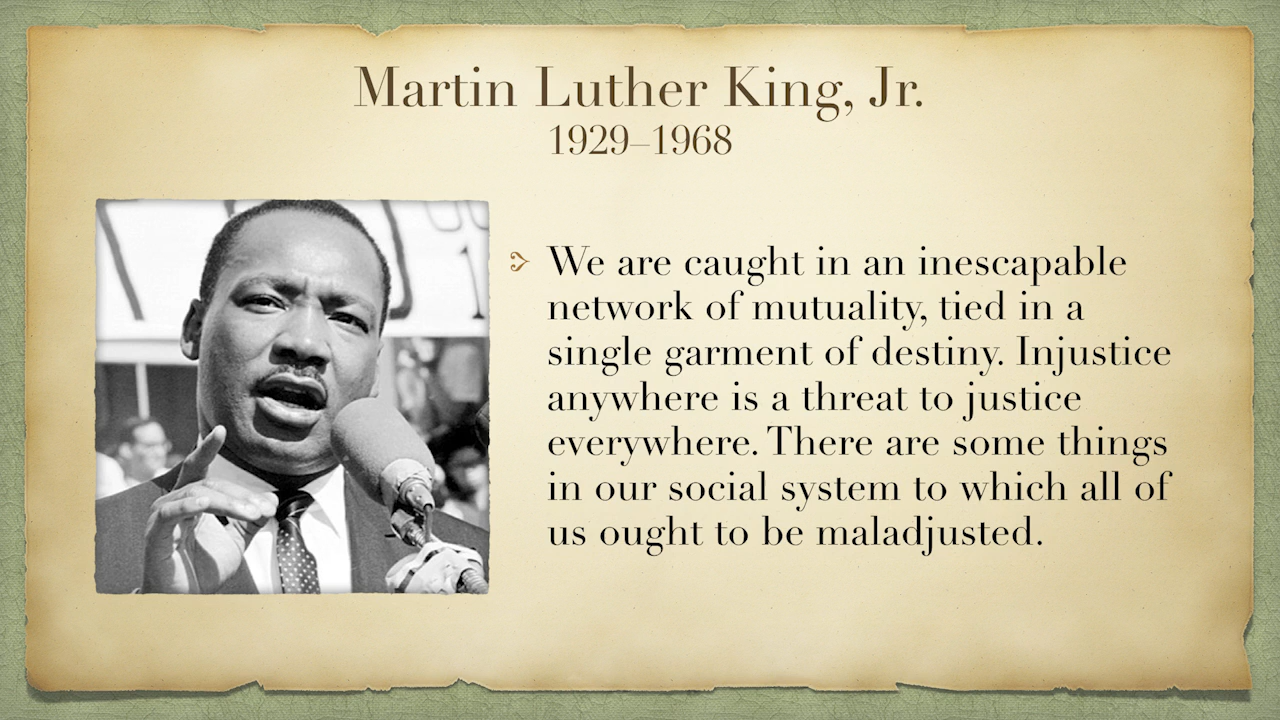 Martin Luther King, Jr.
1929–1968
We are caught in an inescapable
network of mutuality, tied in a
single garment of destiny. Injustice
anywhere is a threat to justice
everywhere. There are some things
in our social system to which all of
us ought to be maladjusted.